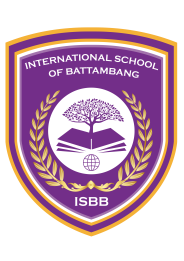 INTERNATIONAL SCHOOL
OF BATTAMBANG
ISBB